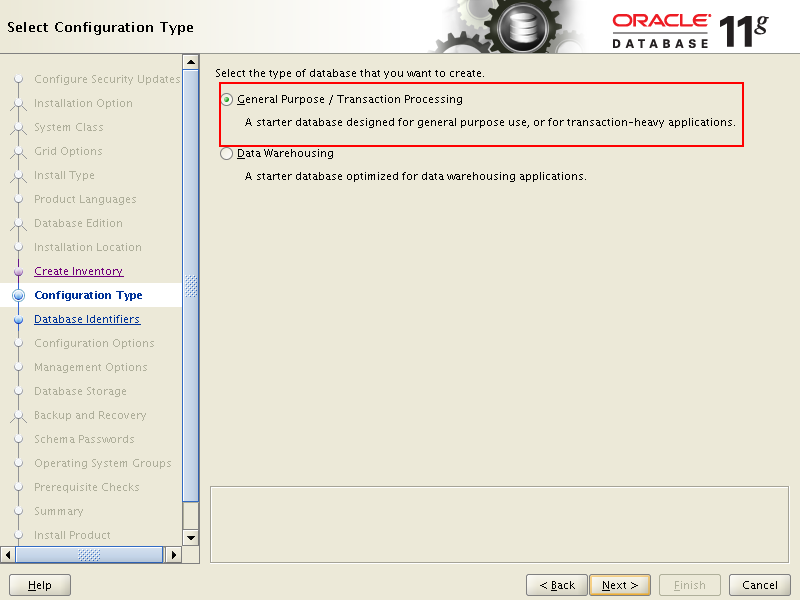 Select Configuration Type
ORACLE
DATABASE
11g
Configure Security Updates
Installation Option
System Class
Grid Options
Install Type
Product Languages
Database Edition
Installation Location
Create Inventory
Configuration Type
Database Identifiers
Configuration Options
Management Options
Database Storage
Backup and Recovery
Schema Passwords
Operating System Groups
Prerequisite Checks
Summary
Install Product
Select the type of database that you want to create.
General Purpose / Transaction Processing
A starter database designed for general purpose use, or for transaction-heavy applications.
Data Warehousing
A starter database optimized for data warehousing applications.
Help
< Back
Next >
Finish
Cancel